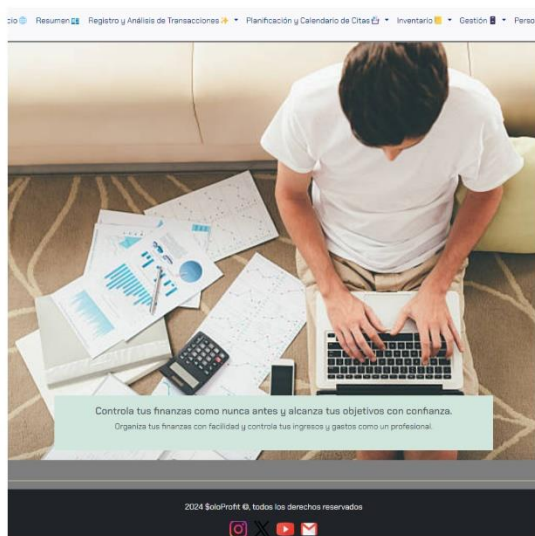 cio Resumen Registro y Análisis de Transacciones Planificación y Calendario de Citas Inventario Gestión Perso
Controla tus finanzas como nunca antes y alcanza tus objetivos con confianza.
Organiza tus finanzas con facilidad y controla tus ingresos y gastos como un profesional.
2024 $oloProfit ©, todos los derechos reservados